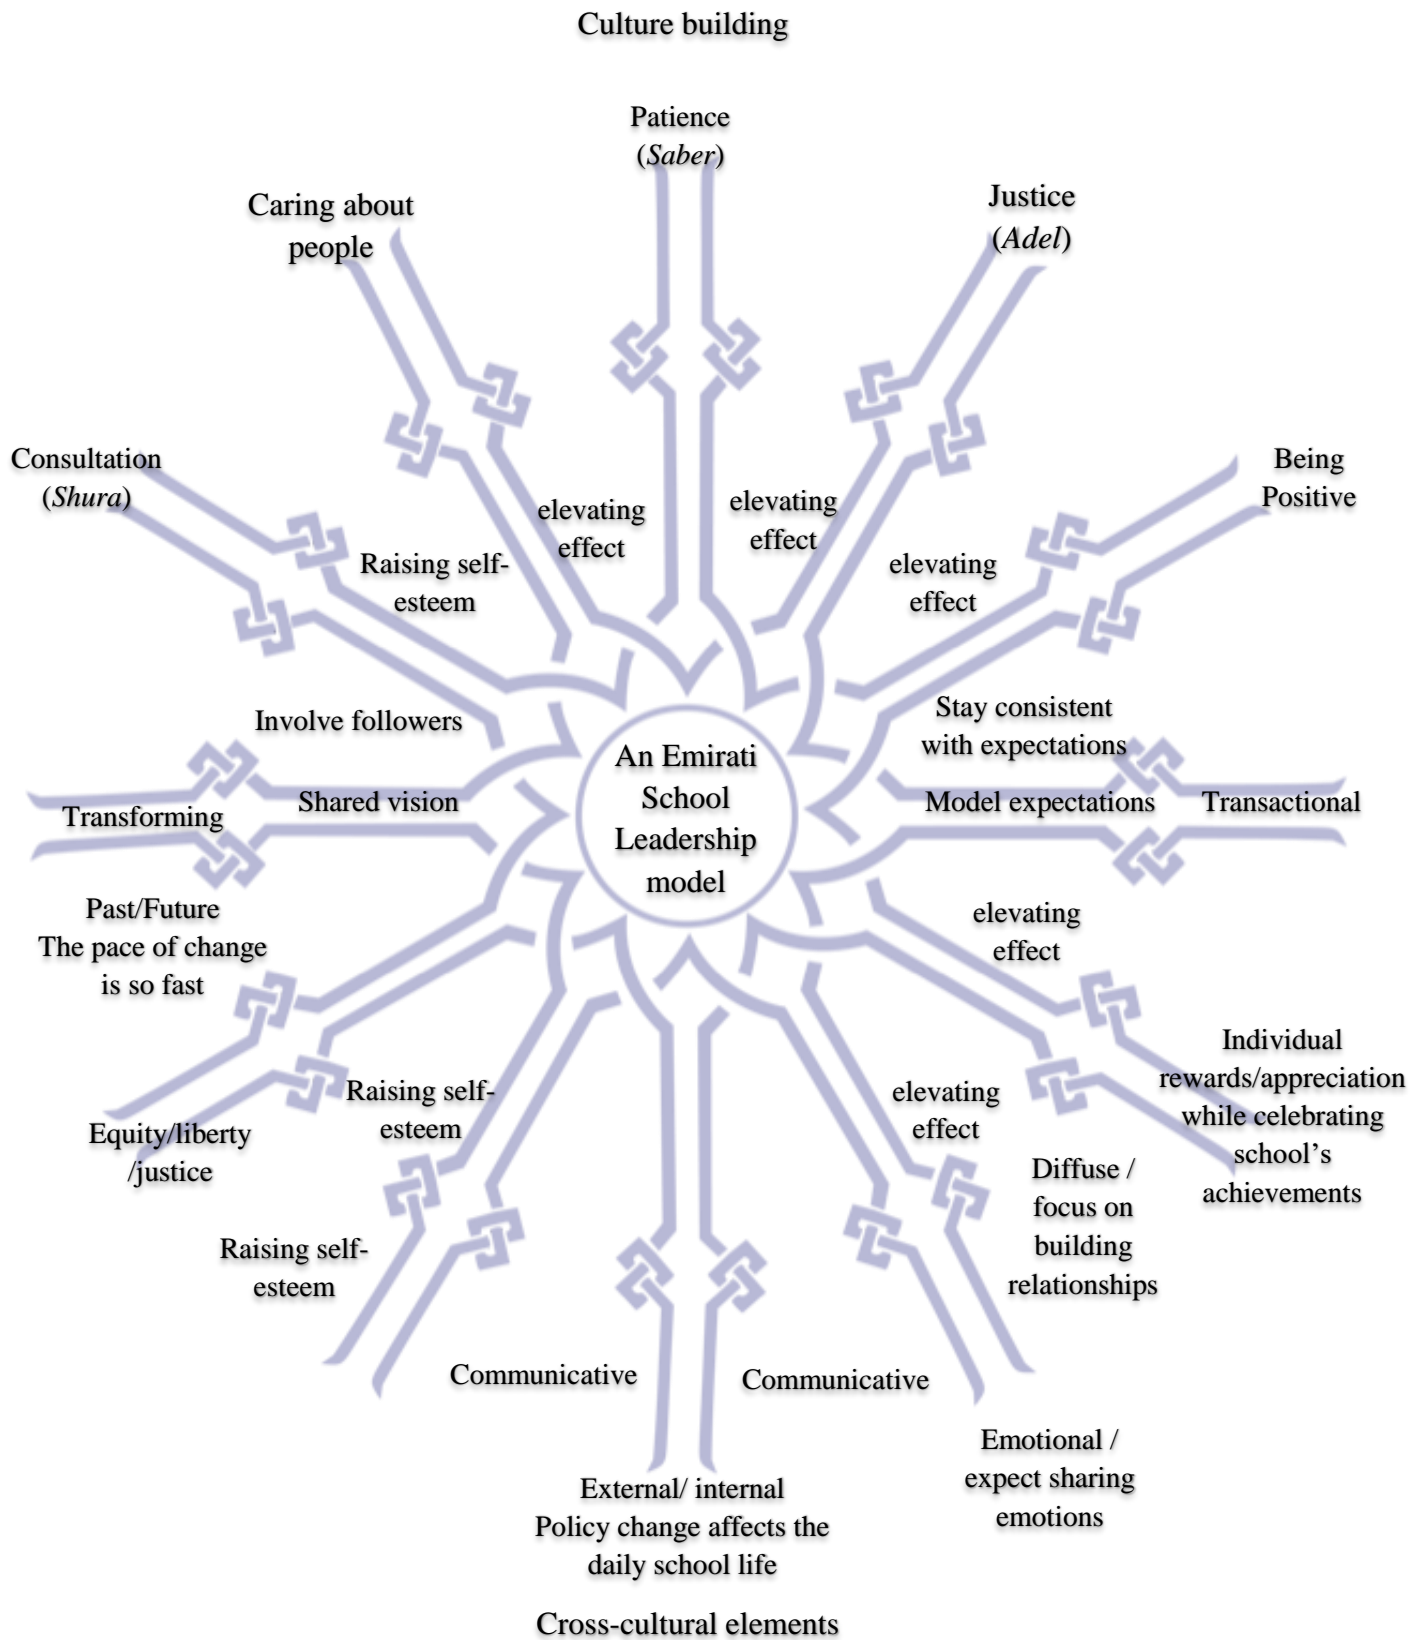 Culture building
Patience
(Saber)
Justice
(Adel)
Caring about
people
Consultation
(Shura)
Being
Positive
elevating
effect
elevating
effect
Raising self-
esteem
elevating
effect
Involve followers
Stay consistent
with expectations
An Emirati
School
Leadership
model
Transforming
Shared vision
Model expectations
Transactional
Past/Future
The pace of change
is so fast
elevating
effect
Individual
rewards/appreciation
while celebrating
school’s
achievements
Equity/liberty
/justice
Raising self-
esteem
elevating
effect
Diffuse /
focus on
building
relationships
Raising self-
esteem
Communicative
Communicative
Emotional /
expect sharing
emotions
External/ internal
Policy change affects the
daily school life
Cross-cultural elements